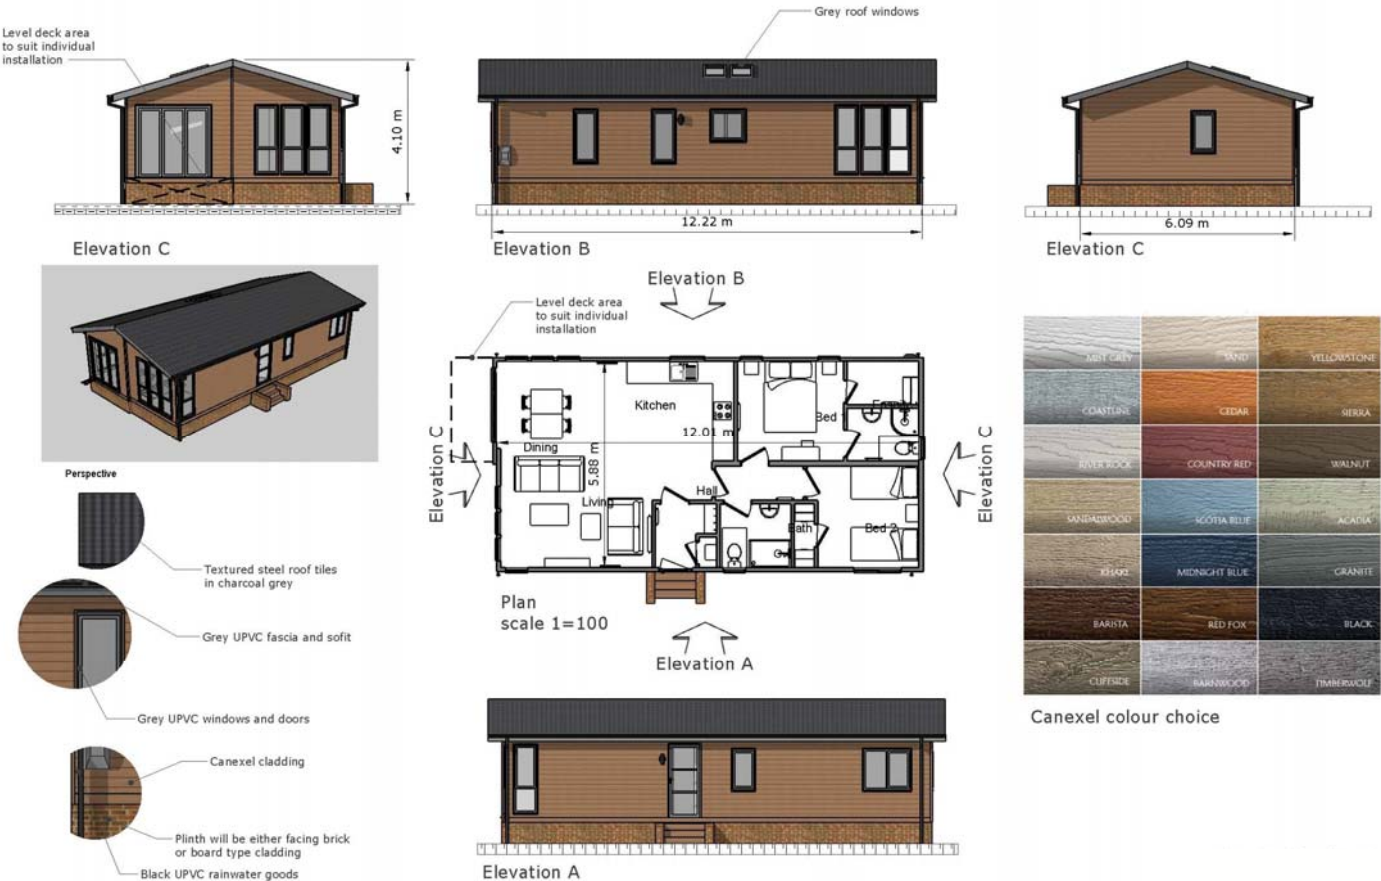 Level deck area
to suit individual
installation
4.10 m
Elevation C
Grey roof windows
12.22 m
Elevation B
6.09 m
Elevation C
Perspective
Textured steel roof tiles
in charcoal grey
Grey UPVC fascia and sofit
Grey UPVC windows and doors
Canexel cladding
Plinth will be either facing brick
or board type cladding
Black UPVC rainwater goods
Elevation B
Level deck area
to suit individual
installation
Elevation C
Kitchen
Dining
Living
5.88 m
12.01 m
Hall
Bed 1
Bath
Bed 2
Elevation C
Plan
scale 1=100
Elevation A
Elevation A
MIST GREY
SAND
YELLOWSTONE
COASTLINE
CEDAR
SIERRA
RIVER ROCK
COUNTRY RED
WALNUT
SANDALWOOD
SCOTIA BLUE
ACADIA
KHAKI
MIDNIGHT BLUE
GRANITE
BARISTA
RED FOX
BLACK
CLIFFSIDE
BARNWOOD
TIMBERWOLF
Canexel colour choice